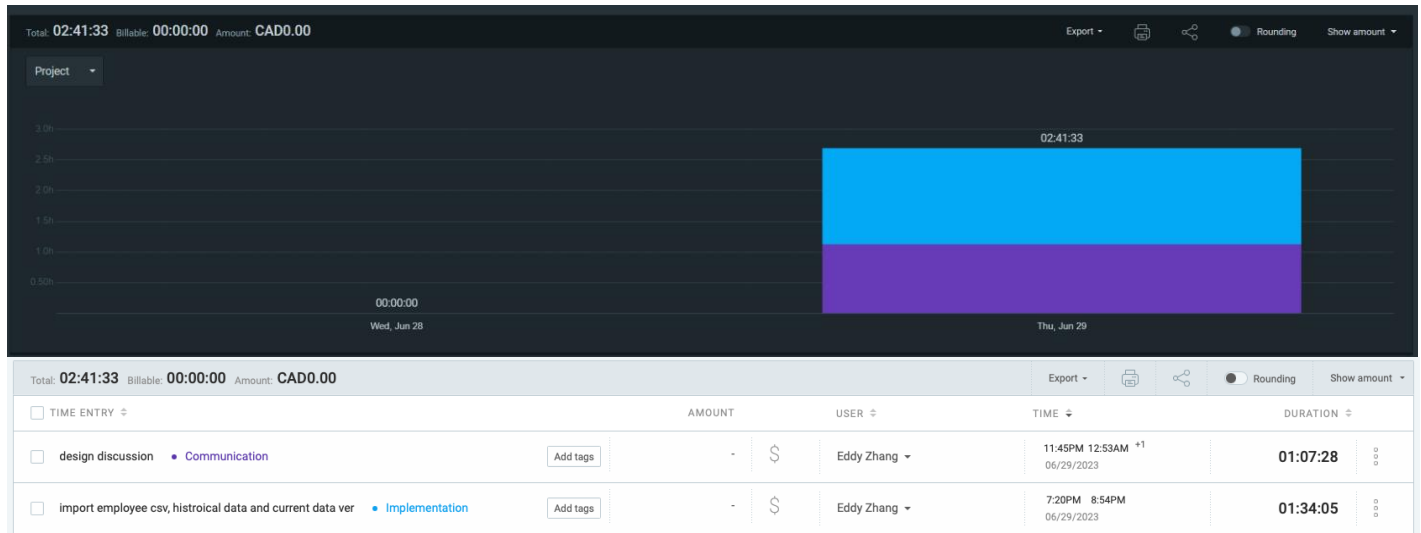 Total: 02:41:33 Billable: 00:00:00 Amount: CAD0.00 Export Rounding Show amount
Project
3.0h
02:41:33
2.5h
2.0h
1.5h
1.0h
0.50h
00:00:00
Wed, Jun 28 Thu, Jun 29
Total: 02:41:33 Billable: 00:00:00 Amount: CAD0.00 Export Rounding Show amount
TIME ENTRY AMOUNT USER TIME DURATION
design discussion • Communication Add tags - $ Eddy Zhang 11:45PM 12:53AM +1 01:07:28
06/29/2023
import employee csv, histroical data and current data ver • Implementation Add tags - $ Eddy Zhang 7:20PM 8:54PM 01:34:05
06/29/2023